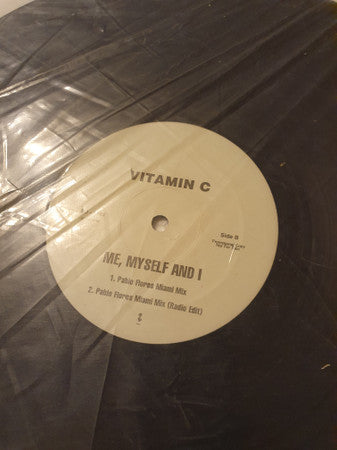 VITAMIN C
Side B
ME, MYSELF AND I
1. Pablo Flores Miami Mix
2. Pablo Flores Miami Mix (Radio Edit)